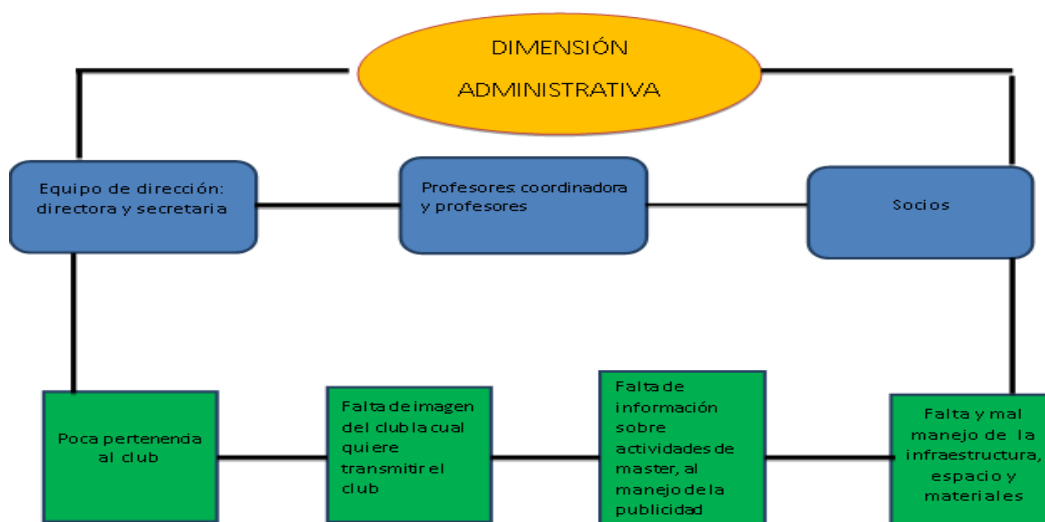 DIMENSIÓN
ADMINISTRATIVA
Equipo de dirección:
directora y secretaria
Profesores: coordinadora
y profesores
Socios
Poca pertenencia
al club
Falta de imagen
del club la cual
quiere
transmitir el
club
Falta de
información
sobre
actividades de
master, al
manejo de la
publicidad
Falta y mal
manejo de la
infraestructura,
espacio y
materiales